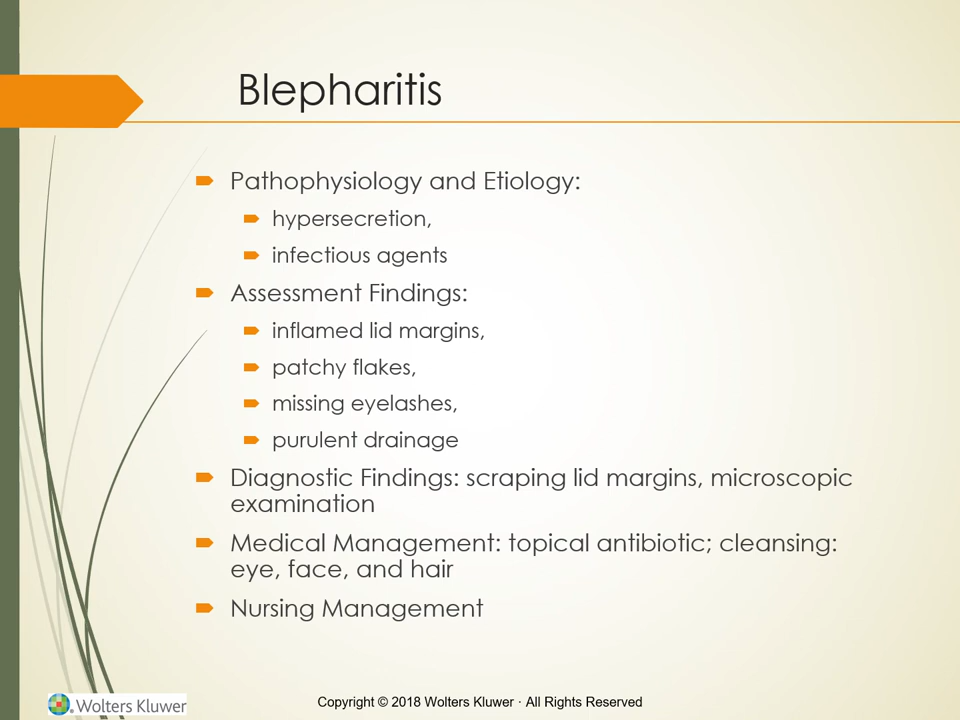 Blepharitis
Pathophysiology and Etiology:
hypersecretion,
infectious agents
Assessment Findings:
inflamed lid margins,
patchy flakes,
missing eyelashes,
purulent drainage
Diagnostic Findings: scraping lid margins, microscopic
examination
Medical Management: topical antibiotic; cleansing:
eye, face, and hair
Nursing Management
Wolters Kluwer
Copyright © 2018 Wolters Kluwer · All Rights Reserved